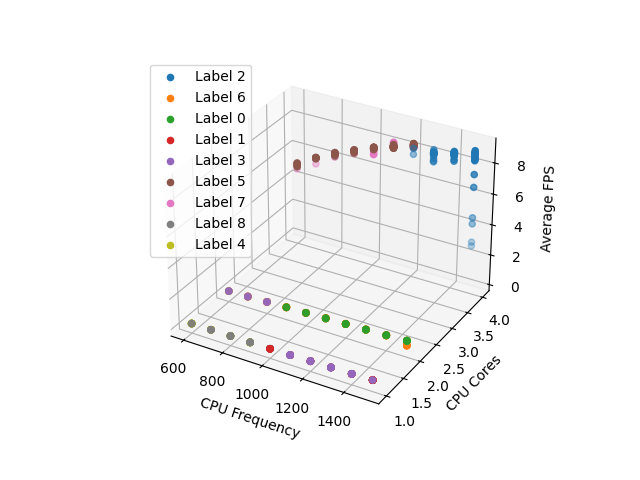 Label 2
Label 6
Label 0
Label 1
Label 3
Label 5
Label 7
Label 8
Label 4
8
6
4
2
0
Average FPS
4.0
3.5
3.0
2.5
2.0
1.5
1.0
CPU Cores
600
800
1000
1200
1400
CPU Frequency